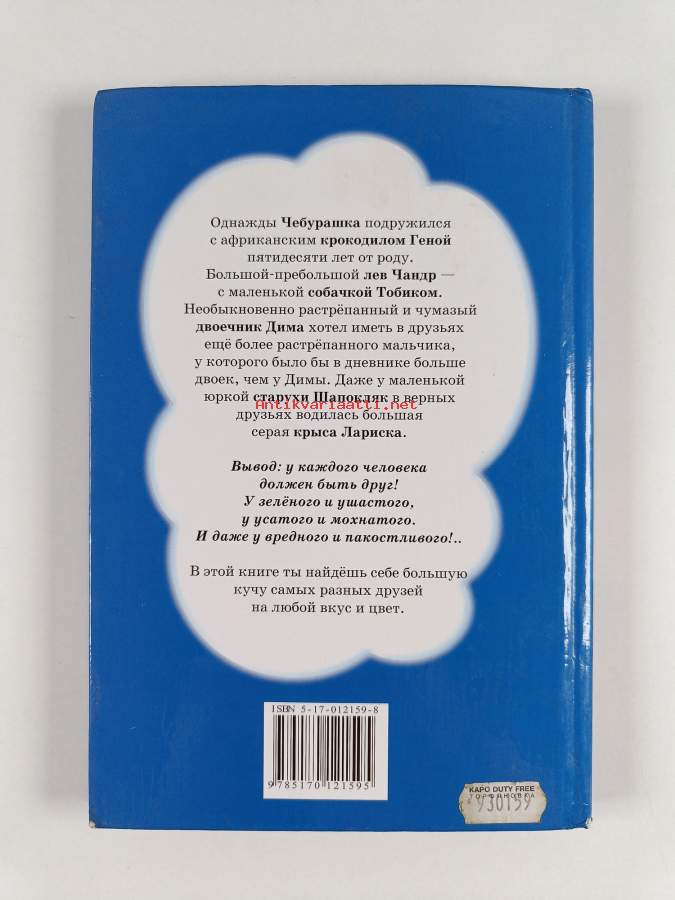 Однажды Чебурашка подружился
с африканским крокодилом Геной
пятидесяти лет от роду.
Большой-пребольшой лев Чандр —
с маленькой собачкой Тобиком.
Необыкновенно растрёпанный и чумазый
двоечник Дима хотел иметь в друзьях
ещё более растрёпанного мальчика,
у которого было бы в дневнике больше
двоек, чем у Димы. Даже у маленькой
юркой старухи Шапокляк в верных
Antikvariaatti.net
друзьях водилась большая
серая крыса Лариска.
Вывод: у каждого человека
должен быть друг!
У зелёного и ушастого,
у усатого и мохнатого.
И даже у вредного и пакостливого!..
В этой книге ты найдёшь себе большую
кучу самых разных друзей
на любой вкус и цвет.
ISBN 5-17-012159-8
9 785170 121595
KAPO DUTY FREE
ТОРФЯНОВКА
930159